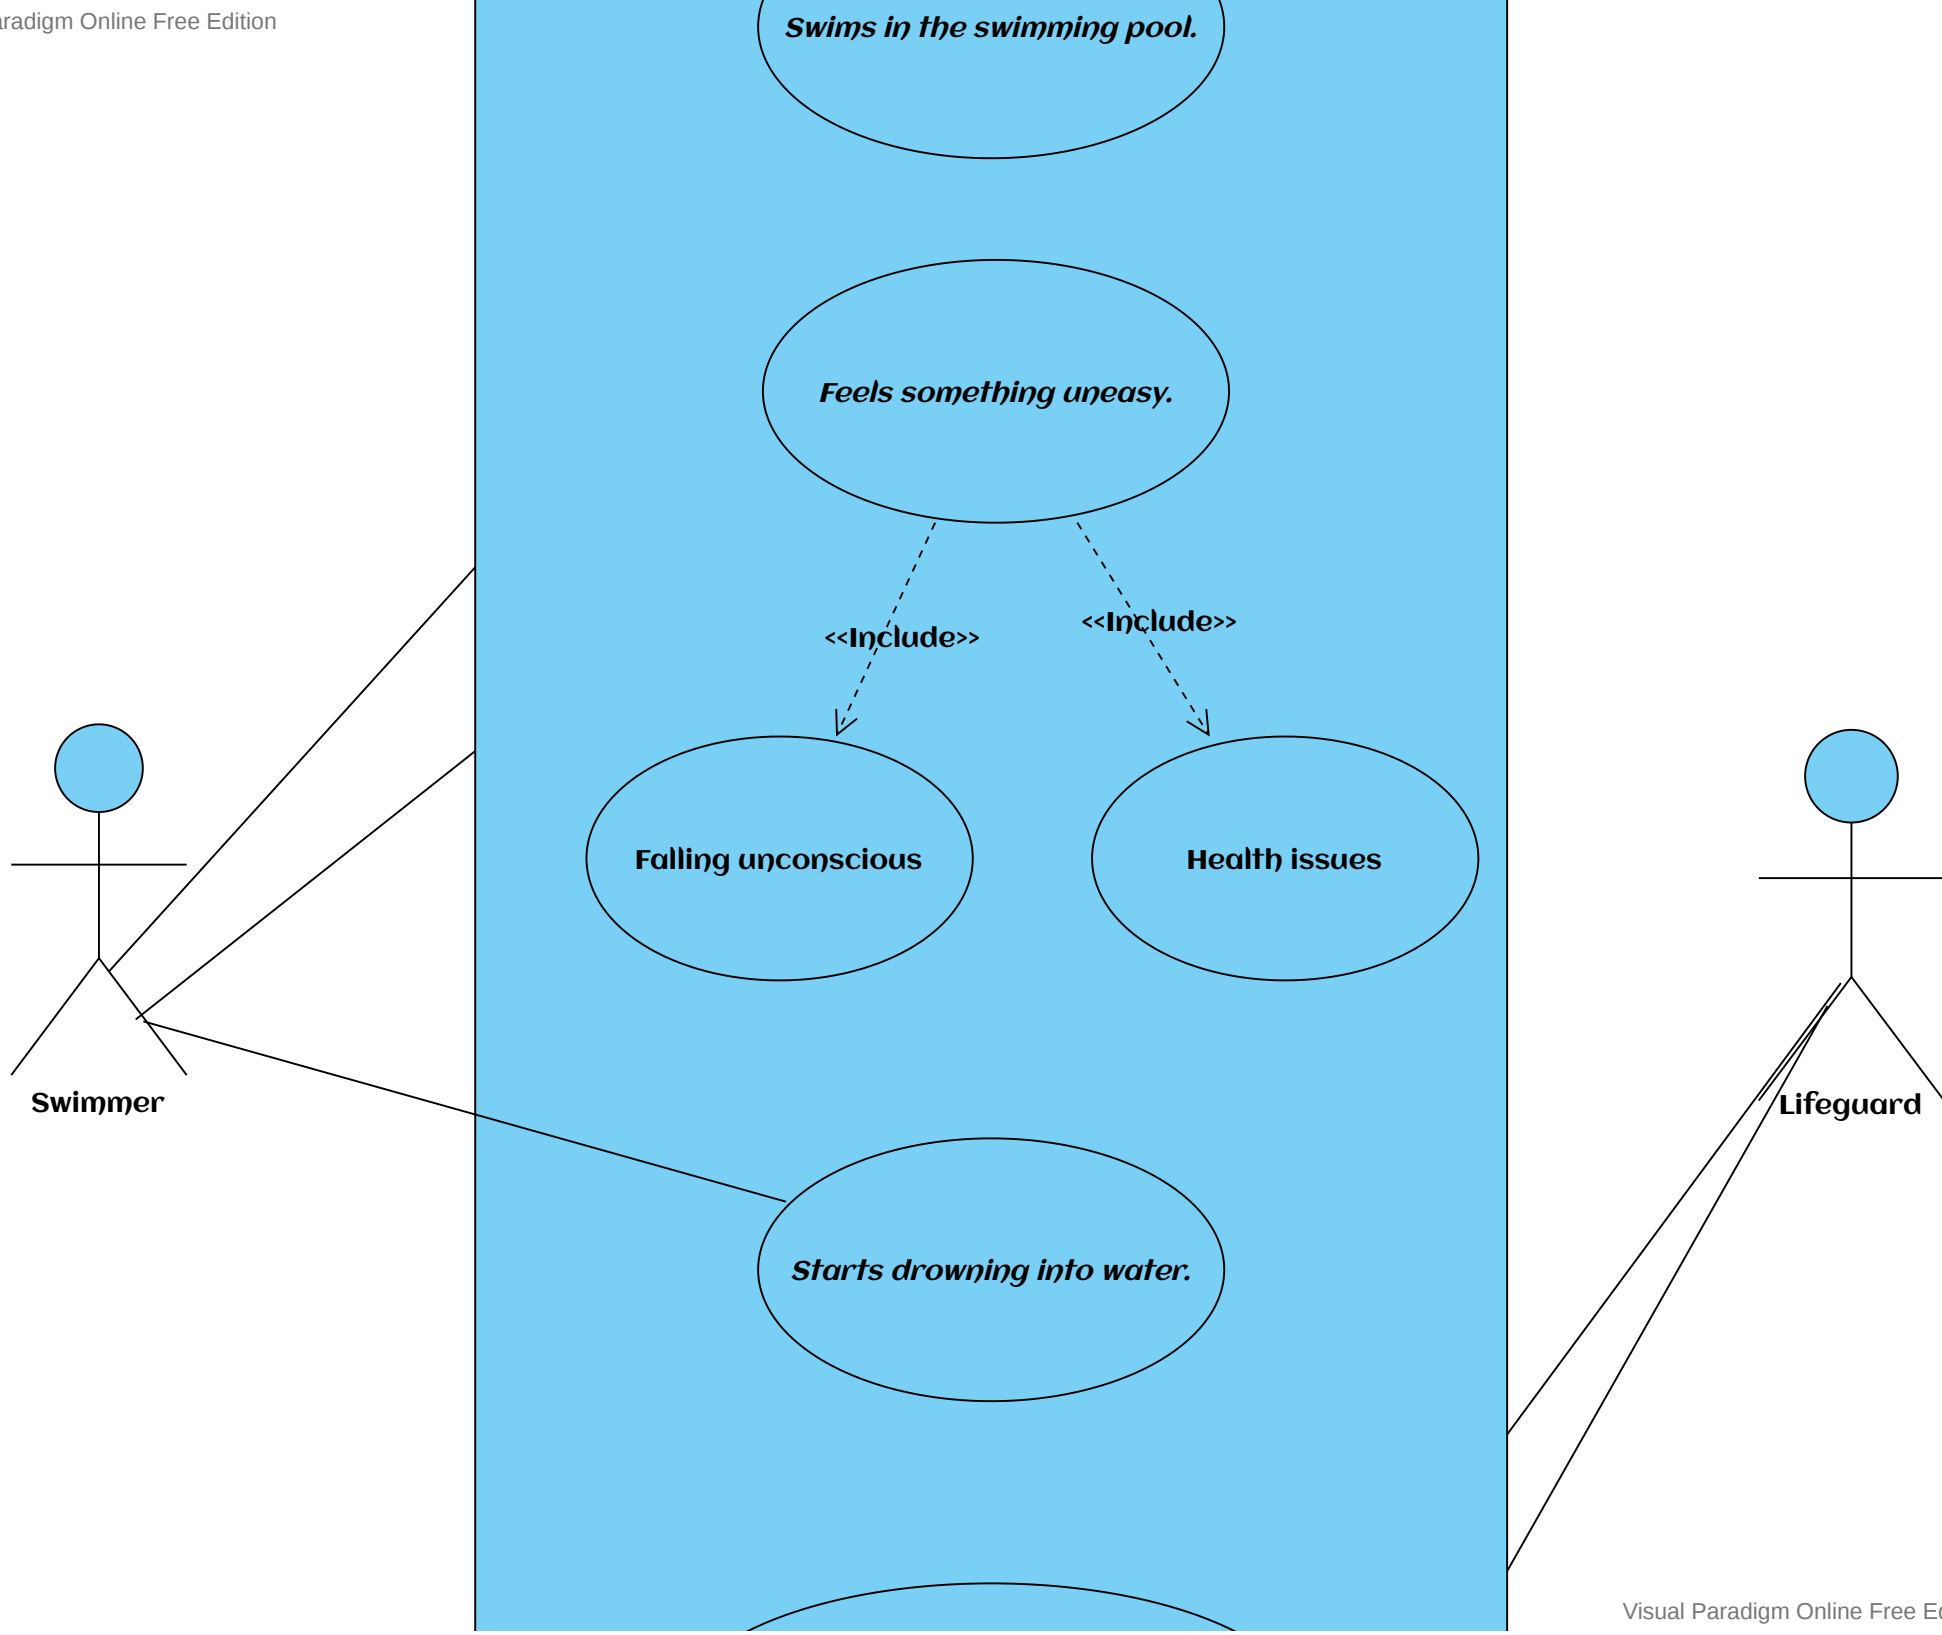 aradigm Online Free Edition
Swims in the swimming pool.
Feels something uneasy.
<<Include>>
<<Include>>
Falling unconscious
Health issues
Swimmer
Lifeguard
Starts drowning into water.
Visual Paradigm Online Free Ed